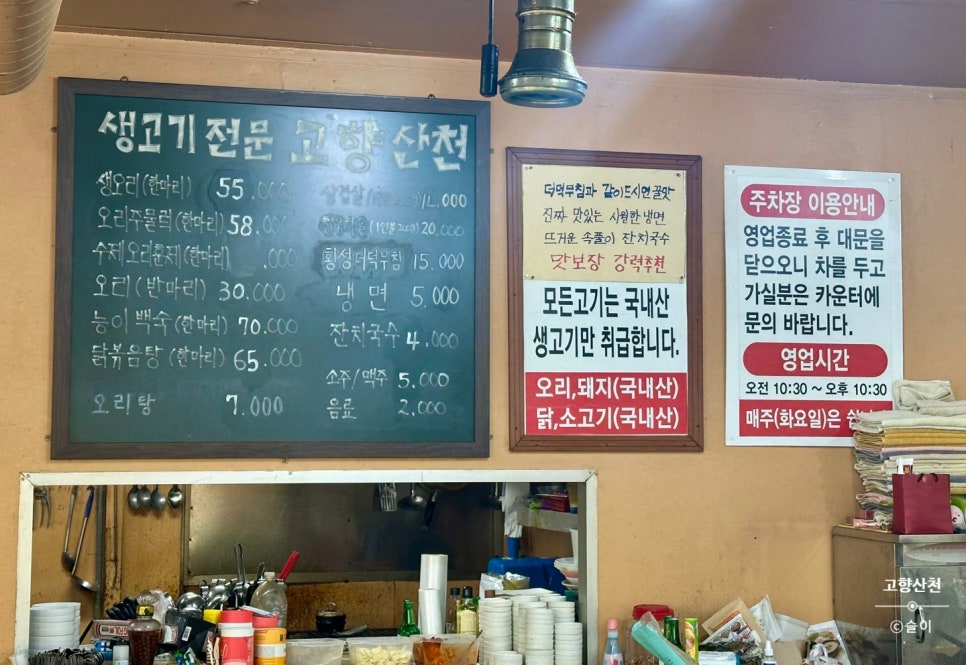 생고기 전문 고향산천
생오리(한마리) 55.000
오리주물럭(한마리) 58.000
수제오리훈제(한마리) .000
오리(반마리) 30.000
능이백숙(한마리) 70.000
닭볶음탕(한마리) 65.000
오리탕 7.000
삼겹살
.000
20.000
횡성더덕무침 15.000
냉면 5.000
잔치국수 4.000
소주/맥주 5.000
음료 2.000
더덕무침과 같이드시면 꿀맛
진짜 맛있는 시원한 냉면
뜨거운 속풀이 잔치국수
맛보장 강력추천
모든고기는 국내산
생고기만 취급합니다.
오리,돼지(국내산)
닭,소고기(국내산)
주차장 이용안내
영업종료 후 대문을
닫으오니 차를 두고
가실분은 카운터에
문의 바랍니다.
영업시간
오전 10:30 ~ 오후 10:30
매주(화요일)은
고향산천
©슬이